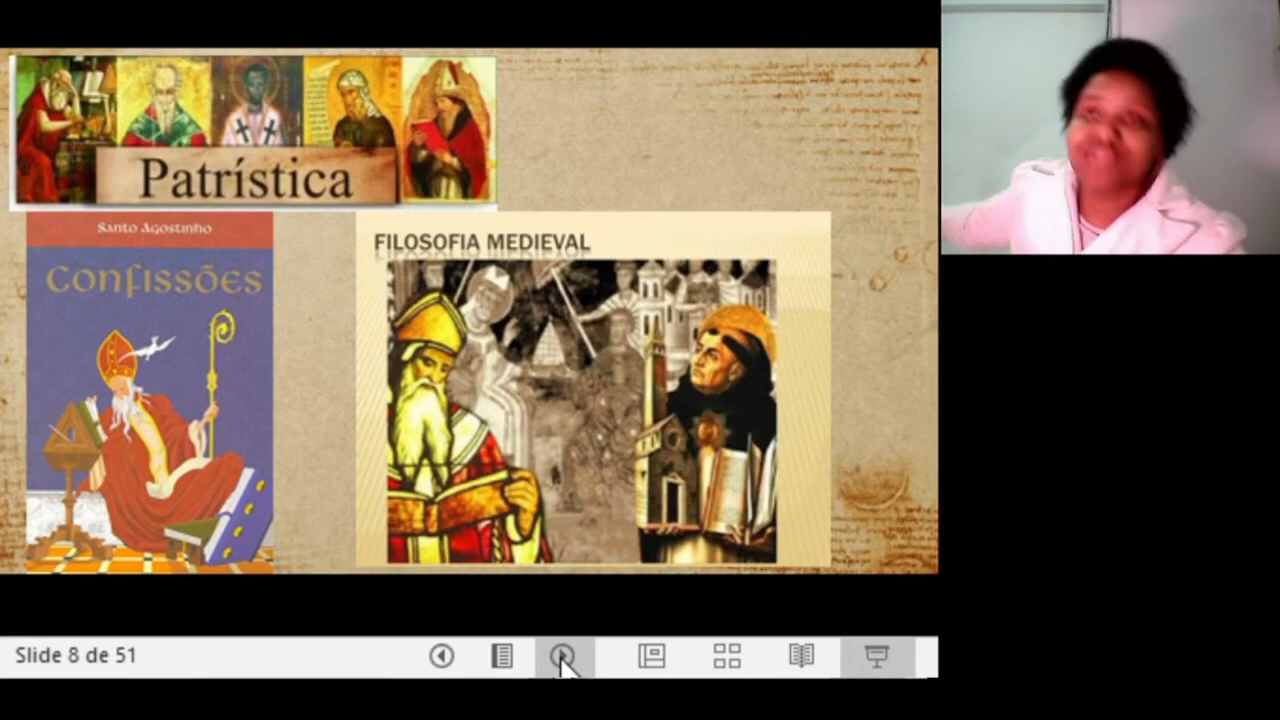 Patrística
Santo Agostinho
Confissões
FILOSOFIA MEDIEVAL
Slide 8 de 51